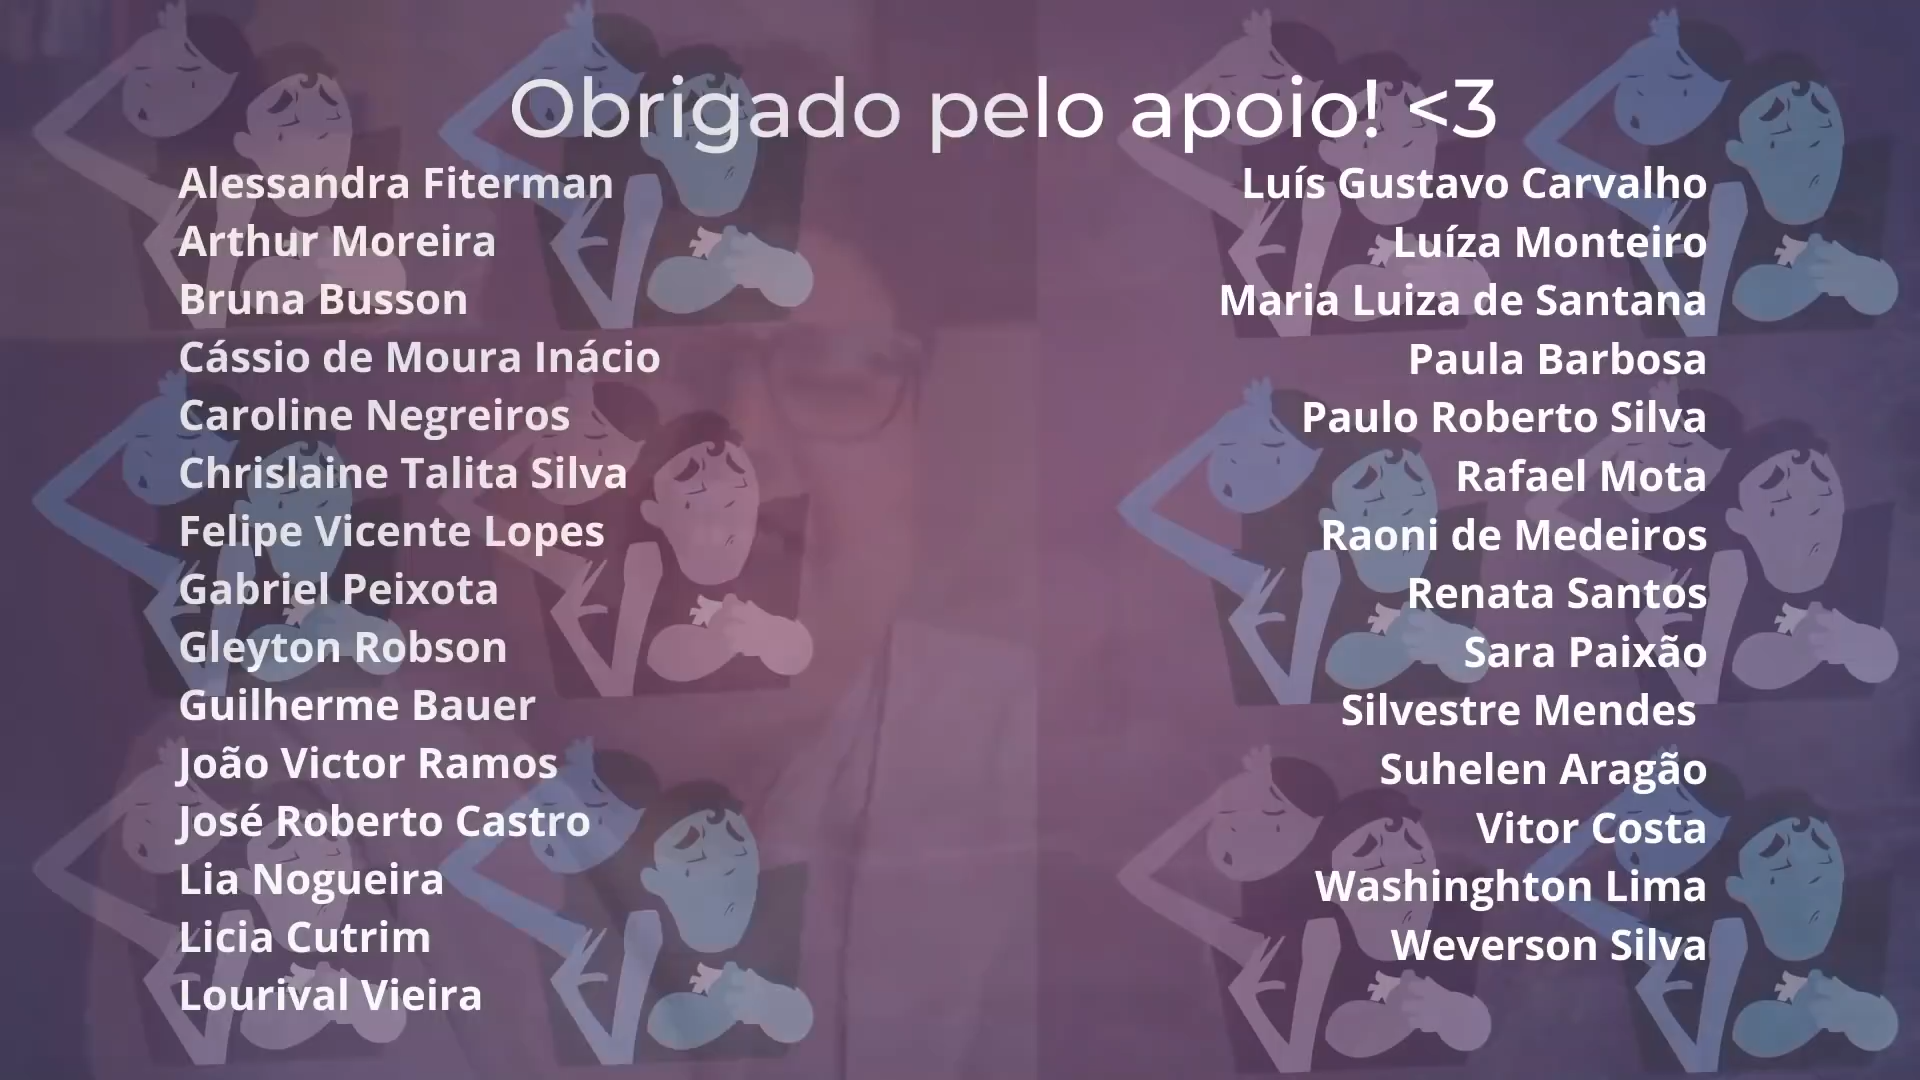 Obrigado pelo apoio! <3
Alessandra Fiterman
Arthur Moreira
Bruna Busson
Cássio de Moura Inácio
Caroline Negreiros
Chrislaine Talita Silva
Felipe Vicente Lopes
Gabriel Peixota
Gleyton Robson
Guilherme Bauer
João Victor Ramos
José Roberto Castro
Lia Nogueira
Licia Cutrim
Lourival Vieira
Luís Gustavo Carvalho
Luíza Monteiro
Maria Luiza de Santana
Paula Barbosa
Paulo Roberto Silva
Rafael Mota
Raoni de Medeiros
Renata Santos
Sara Paixão
Silvestre Mendes
Suhelen Aragão
Vitor Costa
Washinghton Lima
Weverson Silva